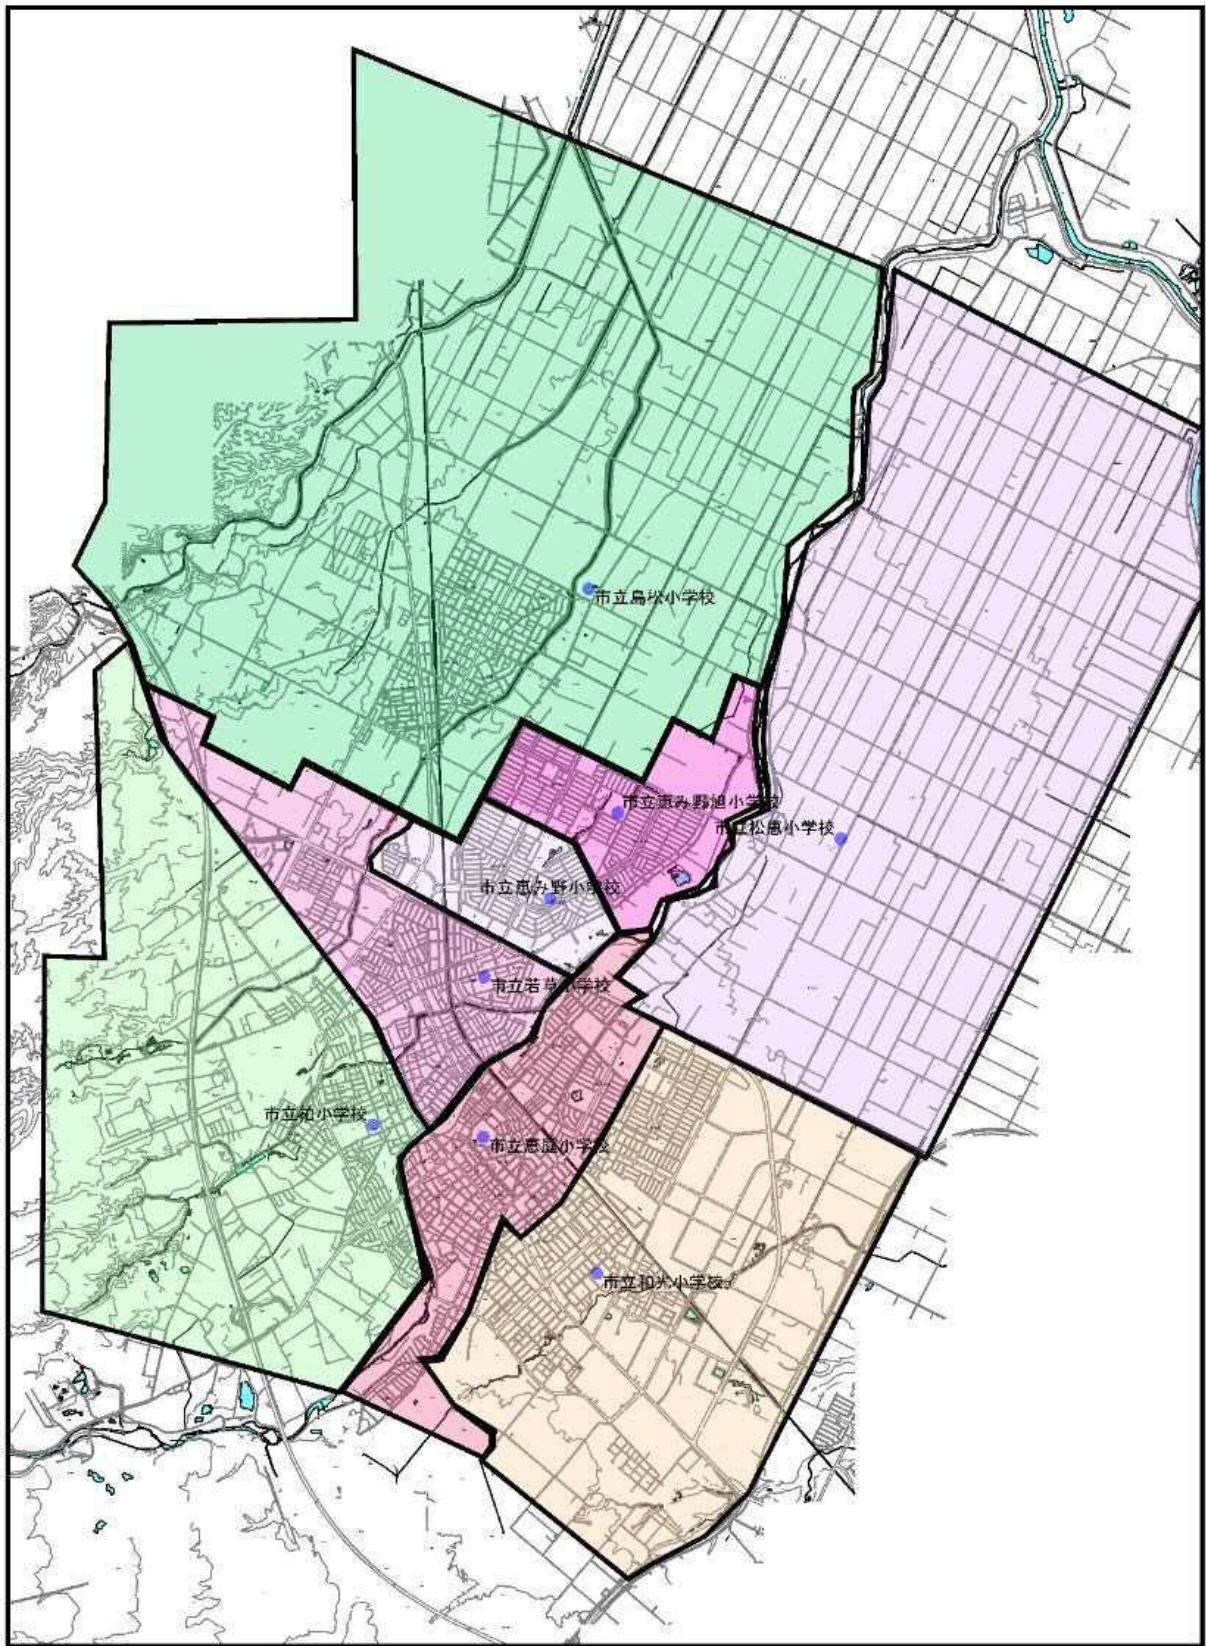 市立島松小学校
市立恵み野旭小学校
市立松恵小学校
市立恵み野小学校
市立若草小学校
市立柏小学校
市立恵庭小学校
市立和光小学校